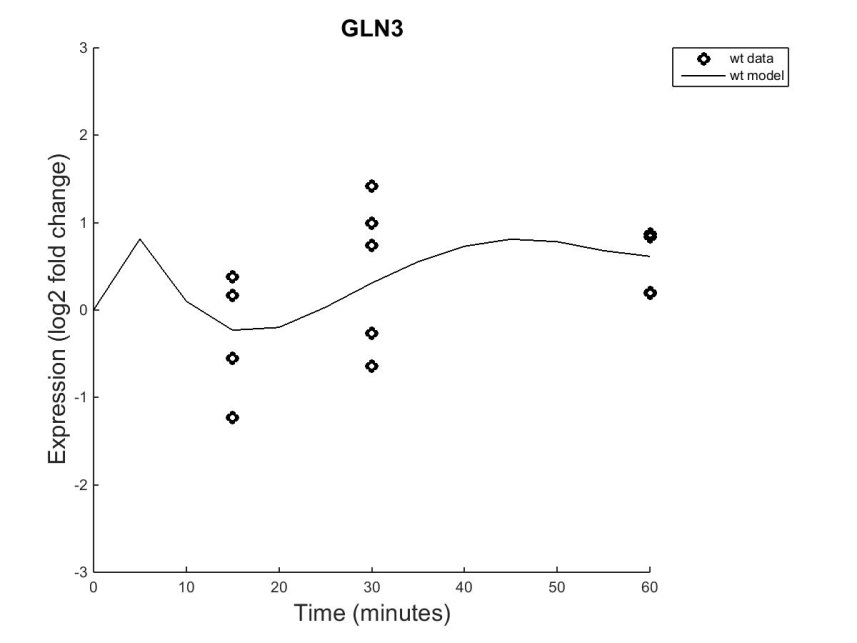 GLN3
wt data
wt model
Expression (log2 fold change)
3
2
1
0
-1
-2
-3
0 10 20 30 40 50 60
Time (minutes)